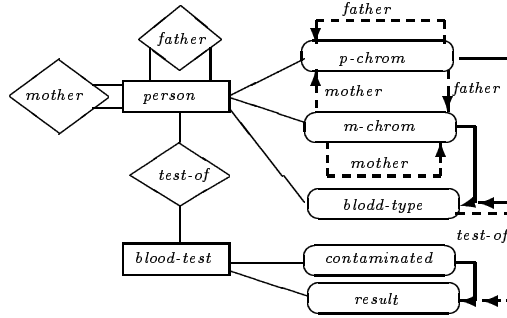 father
father
p-chrom
mother
person
mother
father
m-chrom
mother
test-of
blodd-type
test-of
blood-test
contaminated
result